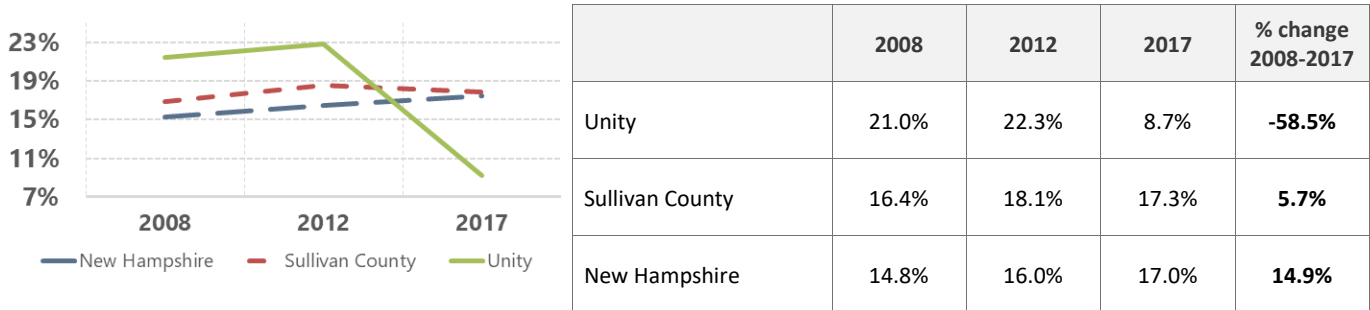 23%
19%
15%
11%
7%
2008 2012 2017
New Hampshire Sullivan County Unity
2008 2012 2017 % change
2008-2017
Unity 21.0% 22.3% 8.7% -58.5%
Sullivan County 16.4% 18.1% 17.3% 5.7%
New Hampshire 14.8% 16.0% 17.0% 14.9%